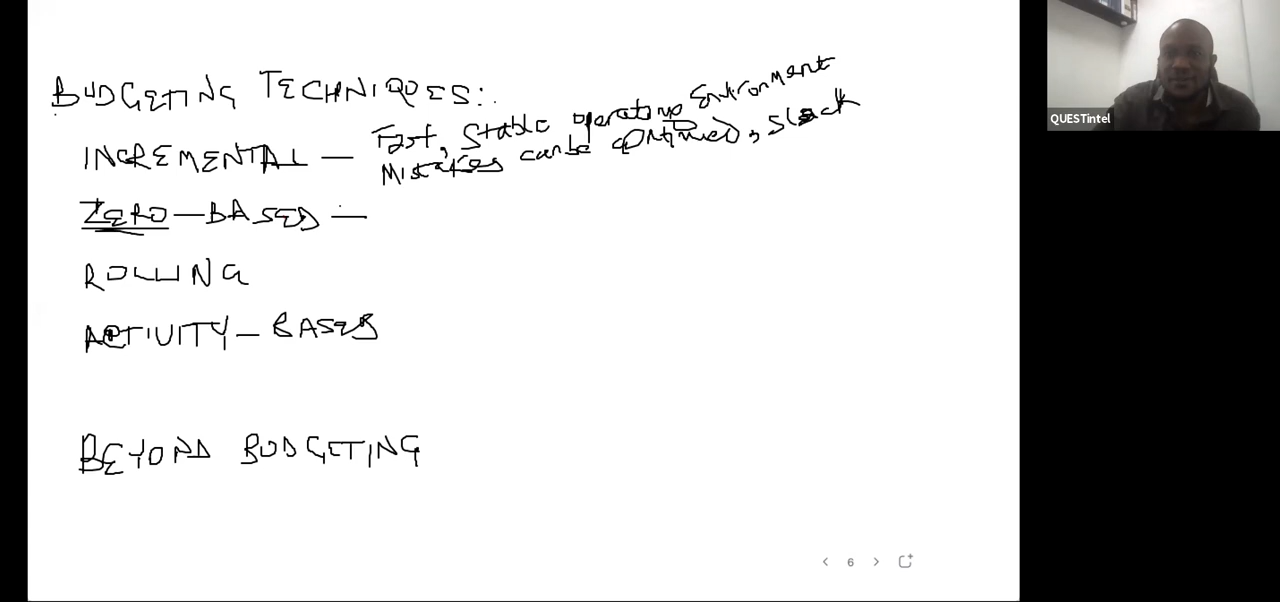 BUDGETING TECHNIQUES:
INCREMENTAL — Fast, Stable operating Environment
Mistakes can be continued, slack
ZERO-BASED —
ROLLING
ACTIVITY-BASED
BEYOND BUDGETING
QUESTintel
6